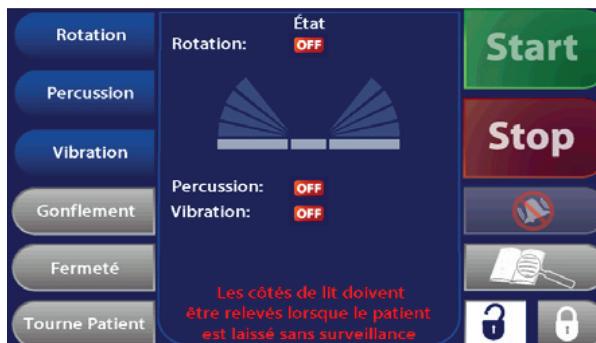 Rotation
Percussion
Vibration
Gonflement
Fermeté
Tourne Patient
État
Rotation: OFF
Percussion: OFF
Vibration: OFF
Les côtés de lit doivent
être relevés lorsque le patient
est laissé sans surveillance
Start
Stop